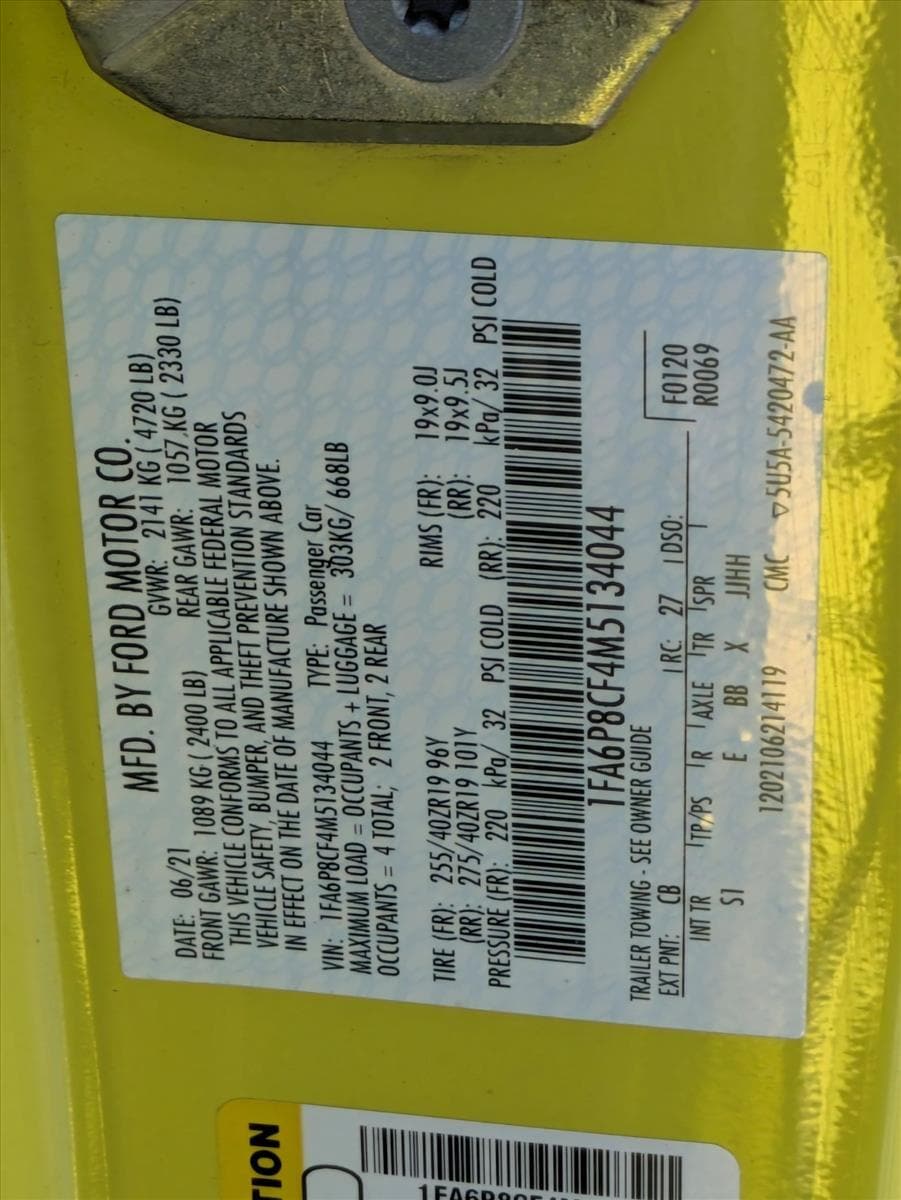 MFD. BY FORD MOTOR CO.
DATE: 06/21 GVWR: 2141 KG ( 4720 LB)
FRONT GAWR: 1089 KG ( 2400 LB) REAR GAWR: 1057 KG ( 2330 LB)
THIS VEHICLE CONFORMS TO ALL APPLICABLE FEDERAL MOTOR
VEHICLE SAFETY, BUMPER, AND THEFT PREVENTION STANDARDS
IN EFFECT ON THE DATE OF MANUFACTURE SHOWN ABOVE.
VIN: 1FA6P8CF4M5134044 TYPE: Passenger Car
MAXIMUM LOAD = OCCUPANTS + LUGGAGE = 303KG/ 668LB
OCCUPANTS = 4 TOTAL; 2 FRONT, 2 REAR
TIRE (FR): 255/40ZR19 96Y RIMS (FR): 19x9.0J
(RR): 275/40ZR19 101Y (RR): 19x9.5J
PRESSURE (FR): 220 kPa/ 32 PSI COLD (RR): 220 kPa/ 32 PSI COLD
1FA6P8CF4M5134044
TRAILER TOWING - SEE OWNER GUIDE
F0120
R0069
EXT PNT: CB RC: 27 DSO:
INT TR TP/PS R AXLE TR SPR
S1 E BB X JJHH
12021062141T9 CMC ▽5U5A-5420472-AA
TION